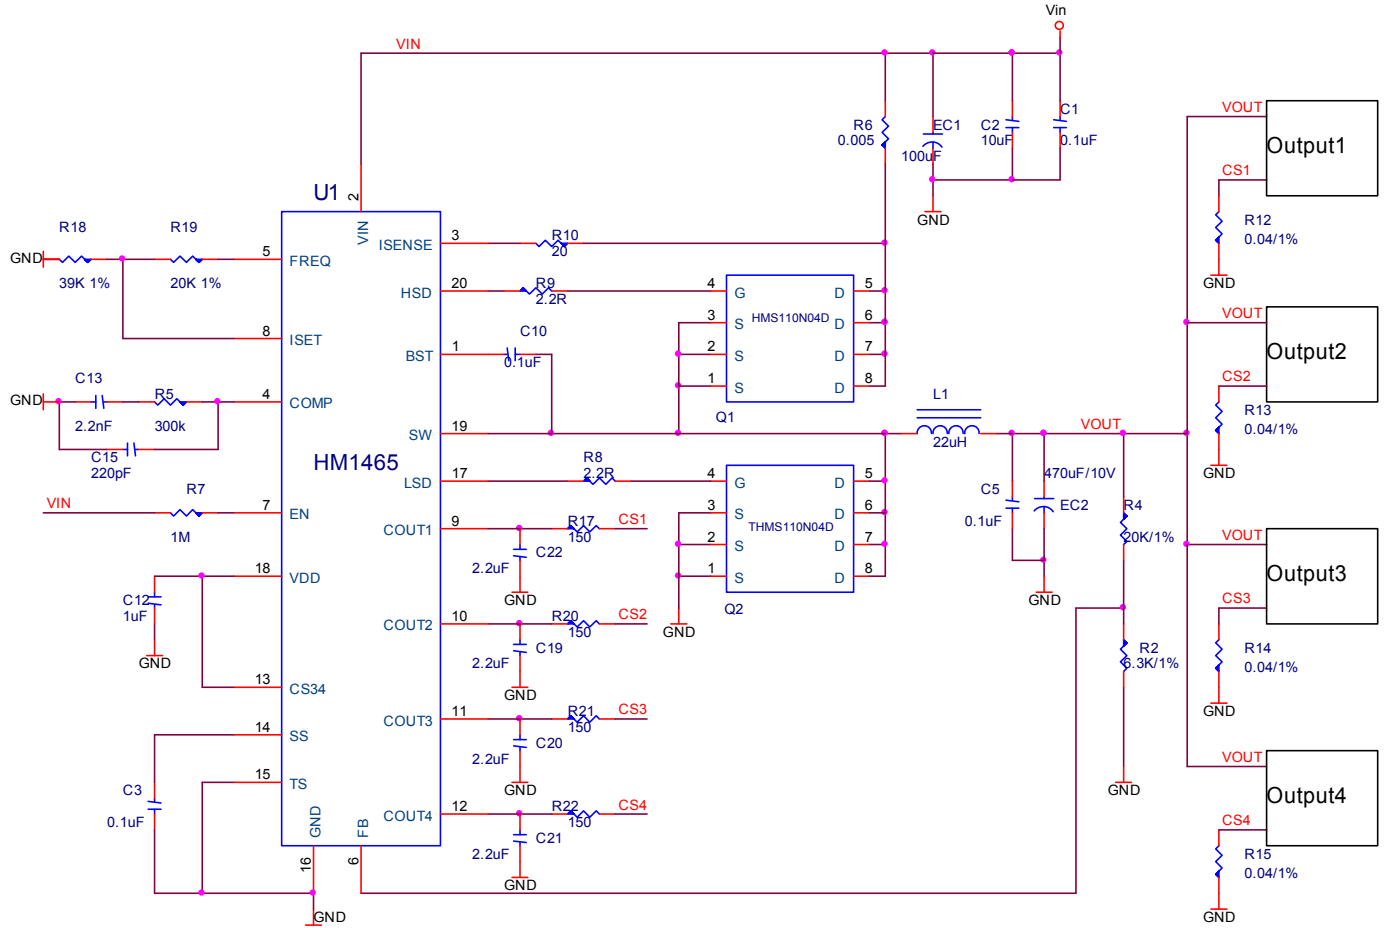 Vin
VIN
R6
0.005
EC1
100uF
C2
10uF
C1
0.1uF
GND
VOUT
Output1
CS1
R12
0.04/1%
GND
U1
2
VIN
R18
39K 1%
R19
20K 1%
GND
5
FREQ
8
ISET
3
ISENSE
R10
20
20
HSD
R9
2.2R
1
BST
C10
0.1uF
4
G
D
5
3
S
HMS110N04D
D
6
2
S
D
7
1
S
D
8
Q1
VOUT
Output2
CS2
R13
0.04/1%
GND
C13
2.2nF
R5
300k
GND
4
COMP
C15
220pF
19
SW
L1
22uH
VOUT
HM1465
17
LSD
R8
2.2R
4
G
D
5
3
S
THMS110N04D
D
6
2
S
D
7
1
S
D
8
Q2
GND
C5
0.1uF
470uF/10V
EC2
GND
R4
20K/1%
R2
6.3K/1%
GND
VIN
R7
1M
7
EN
9
COUT1
R17
150
CS1
C22
2.2uF
GND
VOUT
Output3
CS3
R14
0.04/1%
GND
18
VDD
C12
1uF
GND
10
COUT2
R20
150
CS2
C19
2.2uF
GND
13
CS34
11
COUT3
R21
150
CS3
C20
2.2uF
GND
14
SS
15
TS
C3
0.1uF
12
COUT4
R22
150
CS4
C21
2.2uF
GND
VOUT
Output4
CS4
R15
0.04/1%
GND
GND
16
FB
6
GND